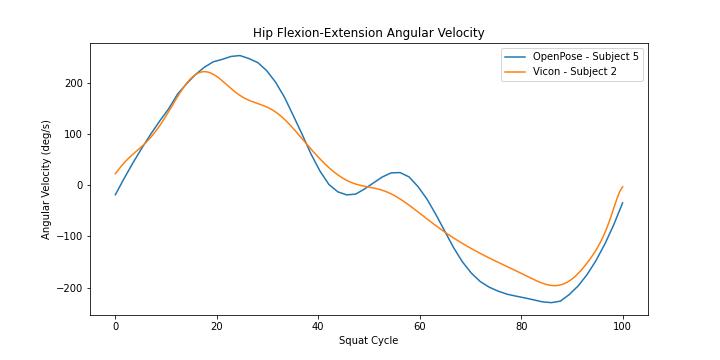 Hip Flexion-Extension Angular Velocity
OpenPose - Subject 5
Vicon - Subject 2
Angular Velocity (deg/s)
200
100
0
−100
−200
0 20 40 60 80 100
Squat Cycle